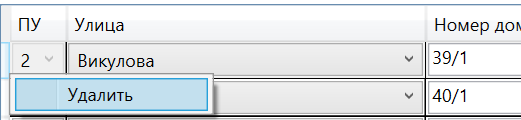 ПУ Улица Номер дом
2 Викулова 39/1
Удалить 40/1